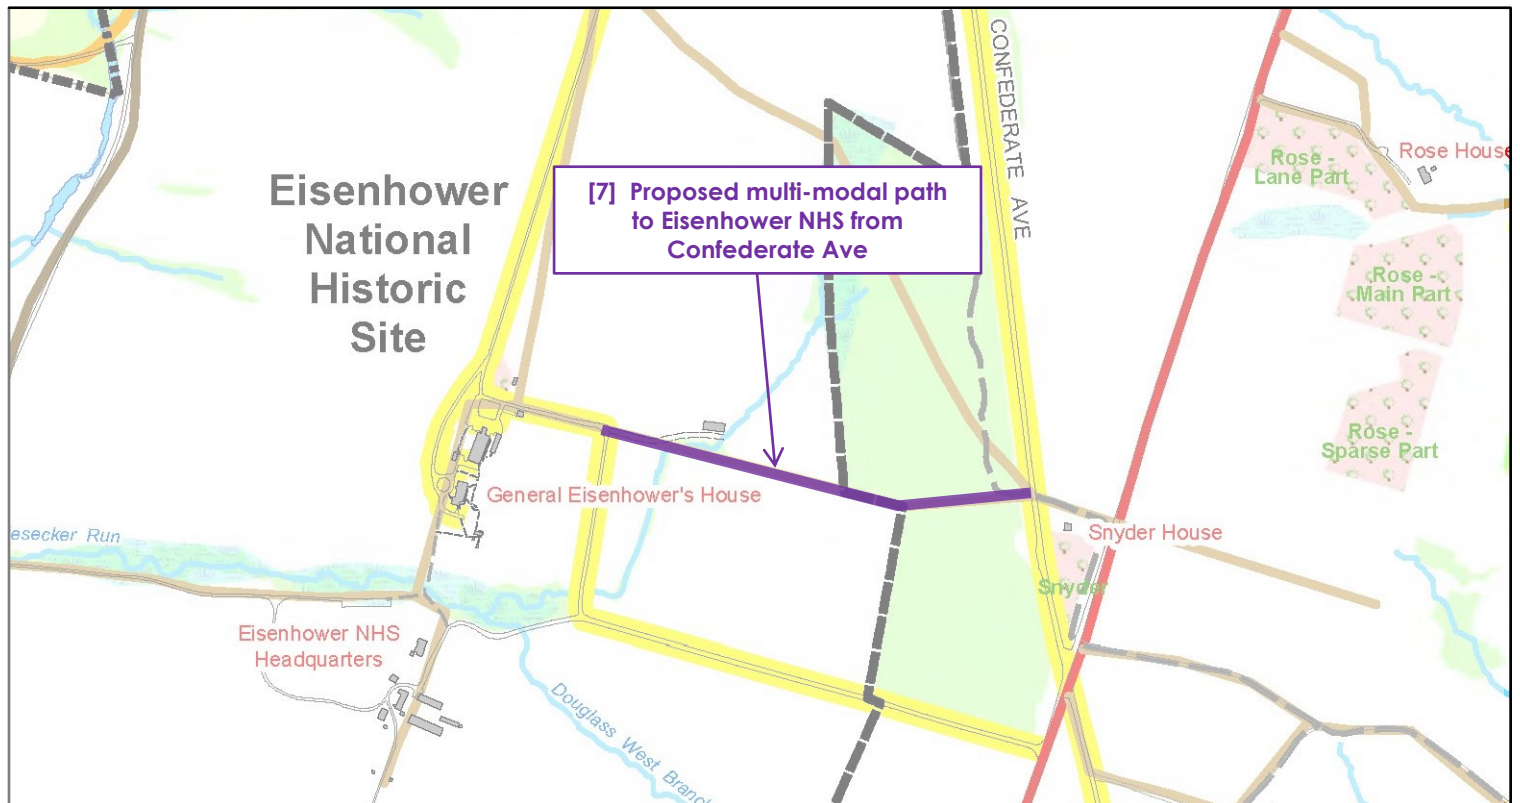 CONFEDERATE AVE
Rose -
Lane Part
Rose House
Eisenhower
National
Historic
Site
[7] Proposed multi-modal path
to Eisenhower NHS from
Confederate Ave
Rose -
Main Part
Rose -
Sparse Part
General Eisenhower's House
esecker Run
Snyder House
Snyder
Eisenhower NHS
Headquarters
Douglass West Branch